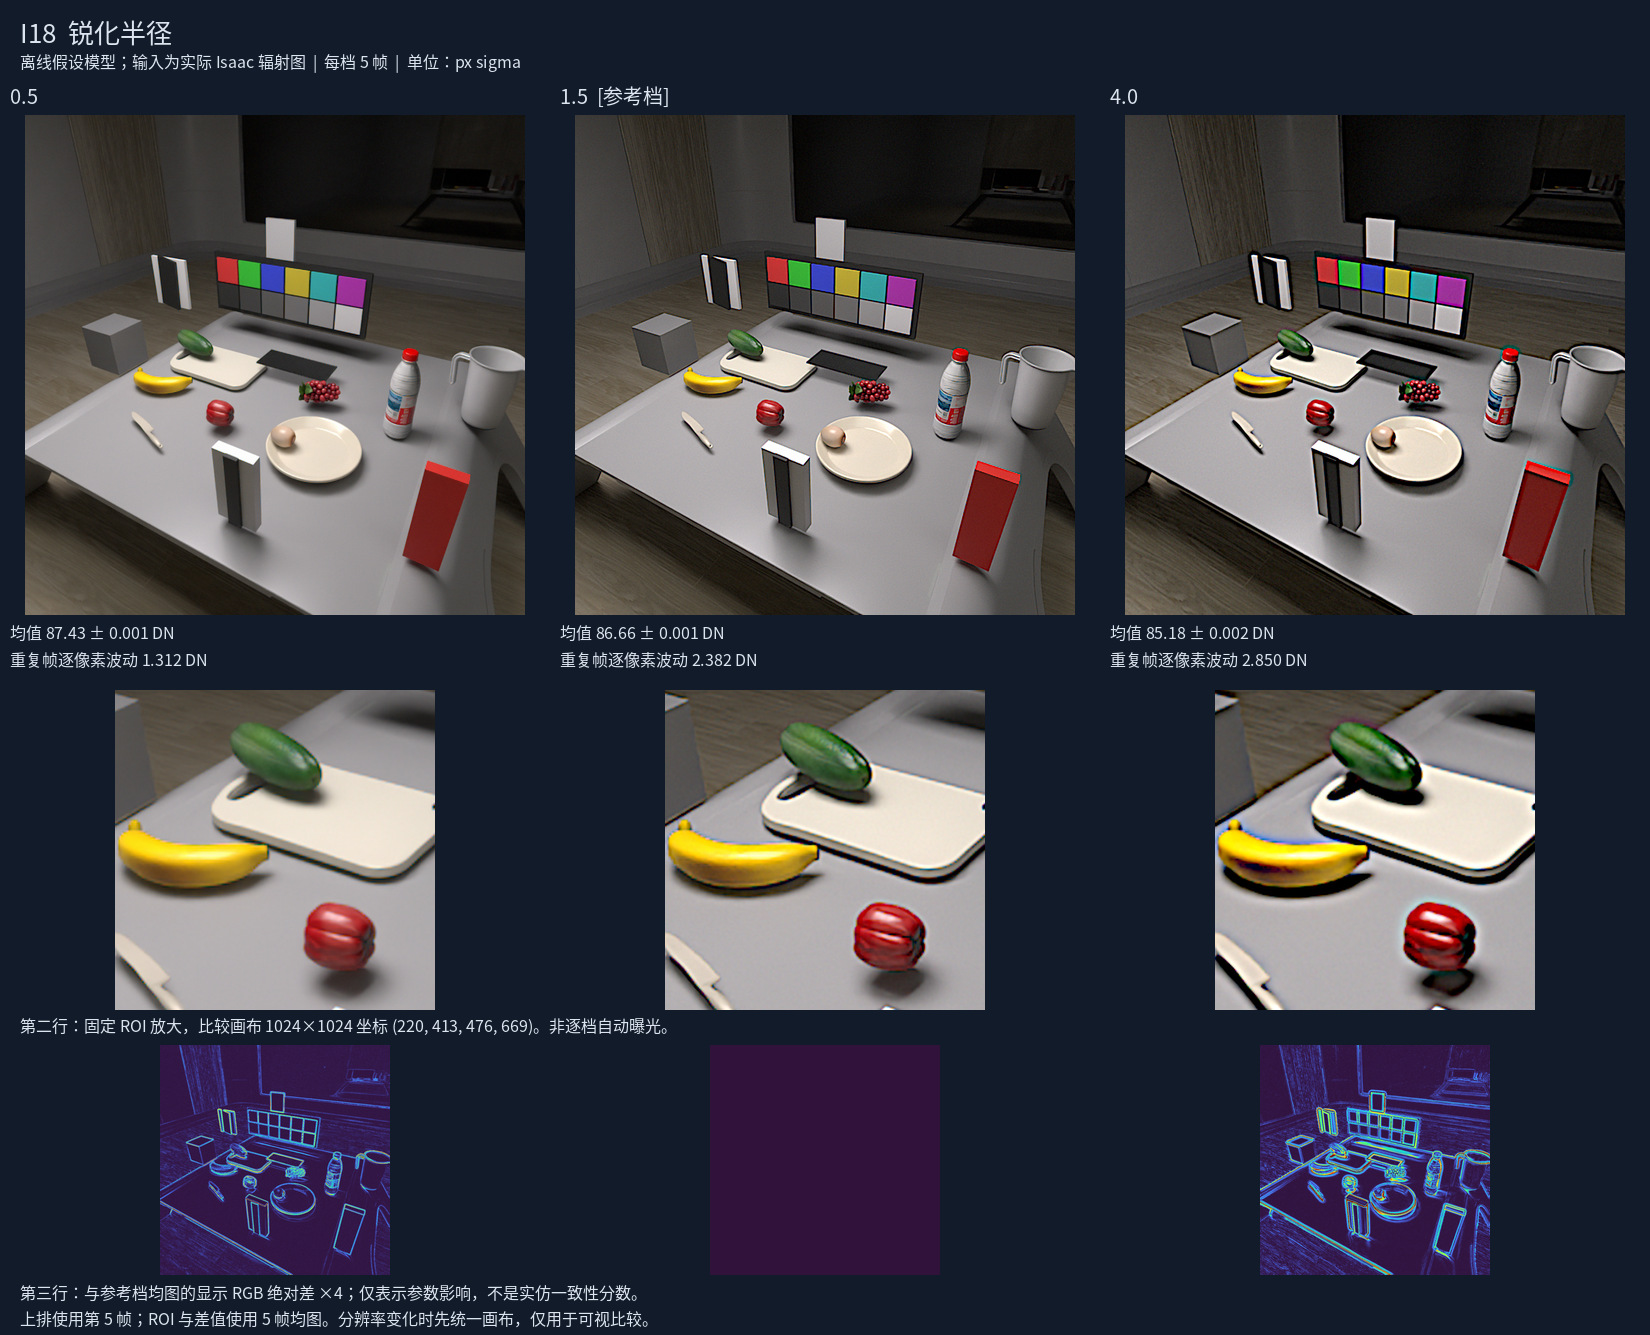 I18 锐化半径
离线假设模型；输入为实际 Isaac 辐射图 | 每档 5 帧 | 单位：px sigma
0.5
1.5 [参考档]
4.0
均值 87.43 ± 0.001 DN
重复帧逐像素波动 1.312 DN
均值 86.66 ± 0.001 DN
重复帧逐像素波动 2.382 DN
均值 85.18 ± 0.002 DN
重复帧逐像素波动 2.850 DN
第二行：固定 ROI 放大，比较画布 1024×1024 坐标 (220, 413, 476, 669)。非逐档自动曝光。
第三行：与参考档均图的显示 RGB 绝对差 ×4；仅表示参数影响，不是实仿一致性分数。
上排使用第 5 帧；ROI 与差值使用 5 帧均图。分辨率变化时先统一画布，仅用于可视比较。